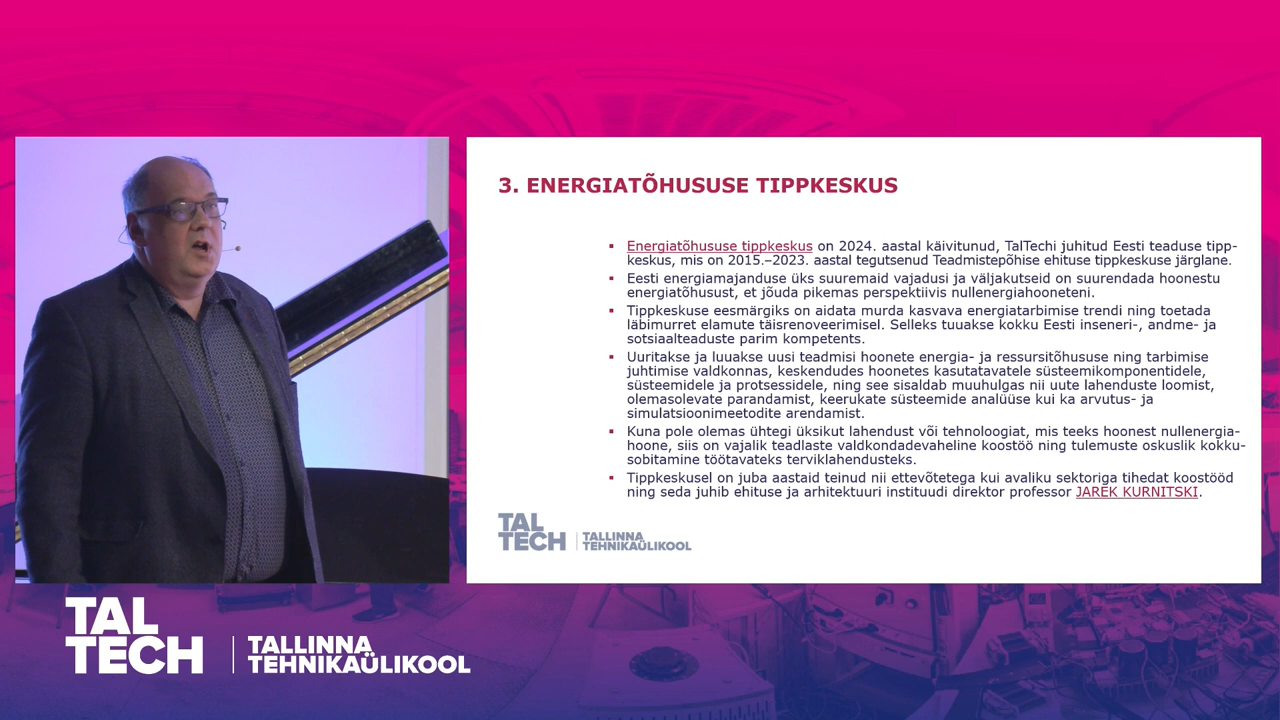 3. ENERGIATÕHUSUSE TIPPKESKUS
▪ Energiatõhususe tippkeskus on 2024. aastal käivitunud, TalTechi juhitud Eesti teaduse tipp-
keskus, mis on 2015.–2023. aastal tegutsenud Teadmistepõhise ehituse tippkeskuse järglane.
▪ Eesti energiamajanduse üks suuremaid vajadusi ja väljakutseid on suurendada hoonestu
energiatõhusust, et jõuda pikemas perspektiivis nullenergiahooneteni.
▪ Tippkeskuse eesmärgiks on aidata murda kasvava energiatarbimise trendi ning toetada
läbimurret elamute täisrenoveerimisel. Selleks tuuakse kokku Eesti inseneri-, andme- ja
sotsiaalteaduste parim kompetents.
▪ Uuritakse ja luuakse uusi teadmisi hoonete energia- ja ressursitõhususe ning tarbimise
juhtimise valdkonnas, keskendudes hoonetes kasutatavatele süsteemikomponentidele,
süsteemidele ja protsessidele, ning see sisaldab muuhulgas nii uute lahenduste loomist,
olemasolevate parandamist, keerukate süsteemide analüüse kui ka arvutus- ja
simulatsioonimeetodite arendamist.
▪ Kuna pole olemas ühtegi üksikut lahendust või tehnoloogiat, mis teeks hoonest nullenergia-
hoone, siis on vajalik teadlaste valdkondadevaheline koostöö ning tulemuste oskuslik kokku-
sobitamine töötavateks terviklahendusteks.
▪ Tippkeskusel on juba aastaid teinud nii ettevõtetega kui avaliku sektoriga tihedat koostööd
ning seda juhib ehituse ja arhitektuuri instituudi direktor professor JAREK KURNITSKI.
TAL
TECH
TALLINNA
TEHNIKAÜLIKOOL
TAL
TECH
TALLINNA
TEHNIKAÜLIKOOL